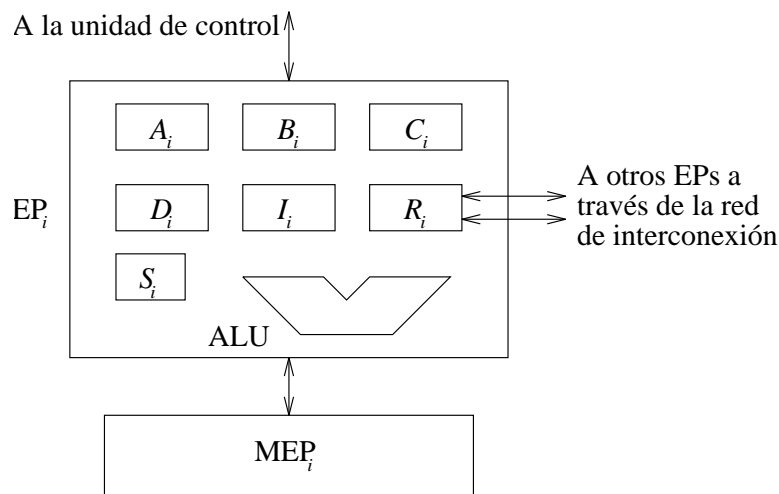 A la unidad de control
A_i B_i C_i
EP_i
D_i I_i R_i
A otros EPs a
través de la red
de interconexión
S_i
ALU
MEP_i